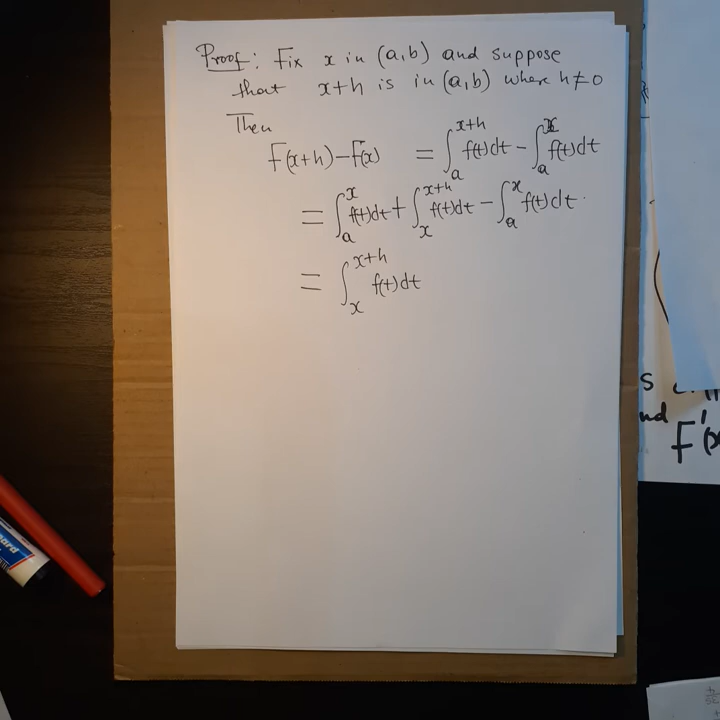 Proof: Fix x in (a,b) and suppose
that x+h is in (a,b) where h≠0
Then
F(x+h)-F(x) = ∫_a^{x+h} f(t)dt - ∫_a^x f(t)dt
= ∫_a^x f(t)dt + ∫_x^{x+h} f(t)dt - ∫_a^x f(t)dt.
= ∫_x^{x+h} f(t)dt